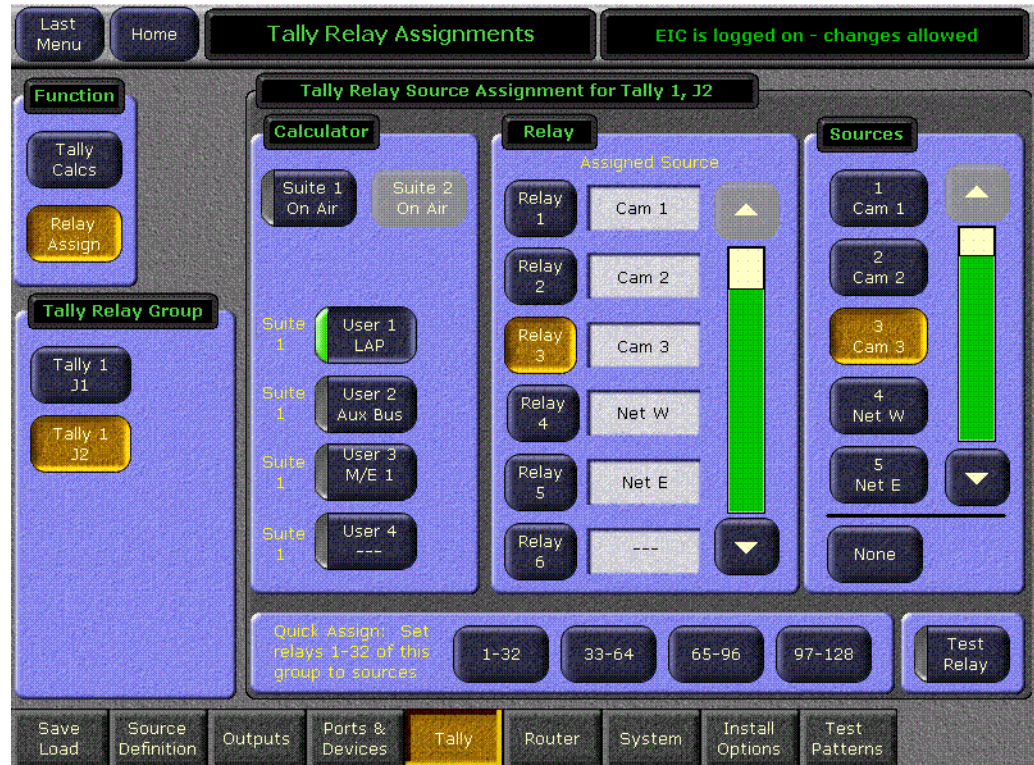 Last
Menu
Home
Tally Relay Assignments
EIC is logged on - changes allowed
Function
Tally
Calcs
Relay
Assign
Tally Relay Group
Tally 1
J1
Tally 1
J2
Tally Relay Source Assignment for Tally 1, J2
Calculator
Suite 1
On Air
Suite 2
On Air
Suite
1
User 1
LAP
Suite
1
User 2
Aux Bus
Suite
1
User 3
M/E 1
Suite
1
User 4
---
Relay
Assigned Source
Relay
1
Cam 1
Relay
2
Cam 2
Relay
3
Cam 3
Relay
4
Net W
Relay
5
Net E
Relay
6
---
Sources
1
Cam 1
2
Cam 2
3
Cam 3
4
Net W
5
Net E
None
Quick Assign: Set
relays 1-32 of this
group to sources
1-32
33-64
65-96
97-128
Test
Relay
Save
Load
Source
Definition
Outputs
Ports &
Devices
Tally
Router
System
Install
Options
Test
Patterns